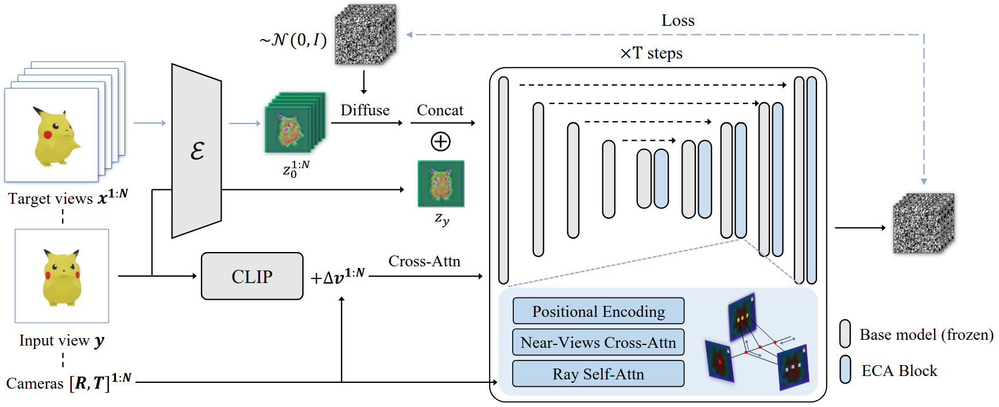 Loss
~𝒩(0, I)
×T steps
Diffuse
Concat
ℰ
z₀^{1:N}
Target views x^{1:N}
z_y
CLIP
+Δv^{1:N}
Cross-Attn
Input view y
Positional Encoding
Near-Views Cross-Attn
Ray Self-Attn
Base model (frozen)
ECA Block
Cameras [R, T]^{1:N}